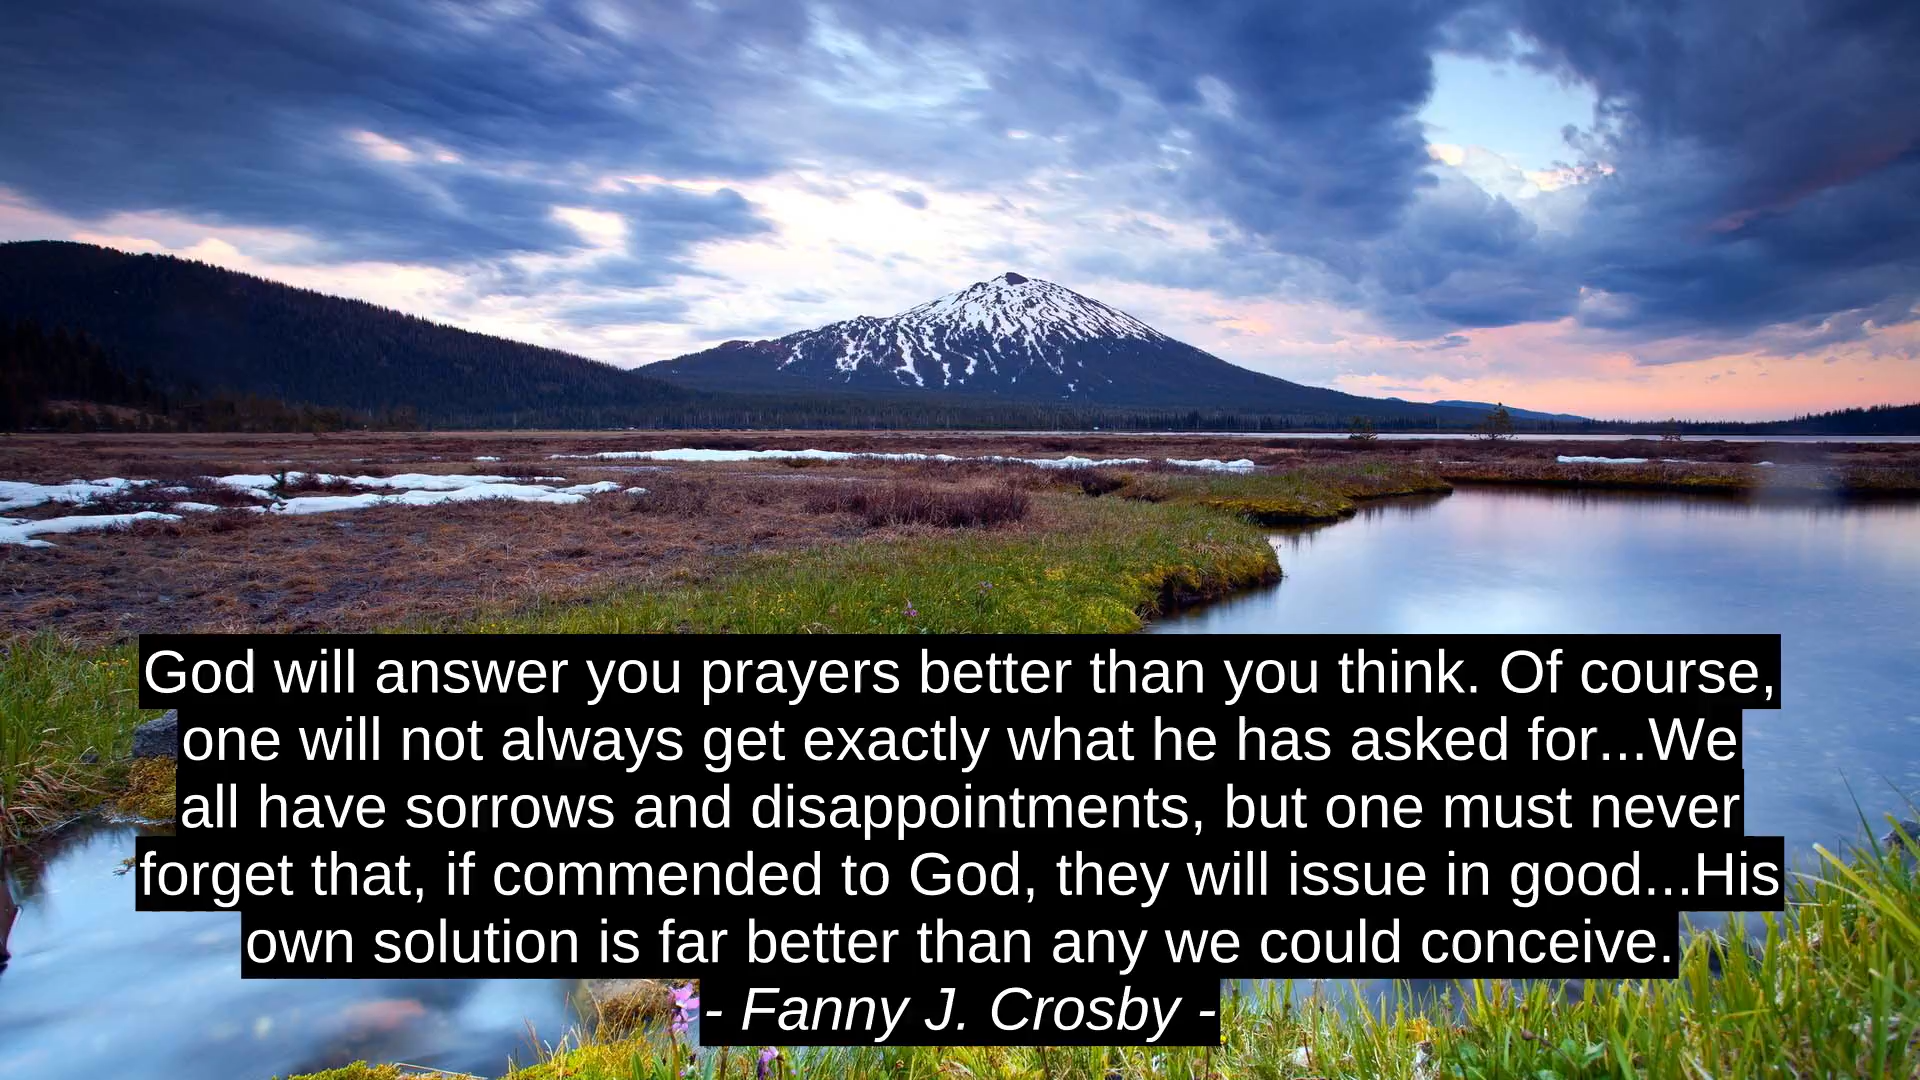 God will answer you prayers better than you think. Of course,
one will not always get exactly what he has asked for...We
all have sorrows and disappointments, but one must never
forget that, if commended to God, they will issue in good...His
own solution is far better than any we could conceive.
- Fanny J. Crosby -